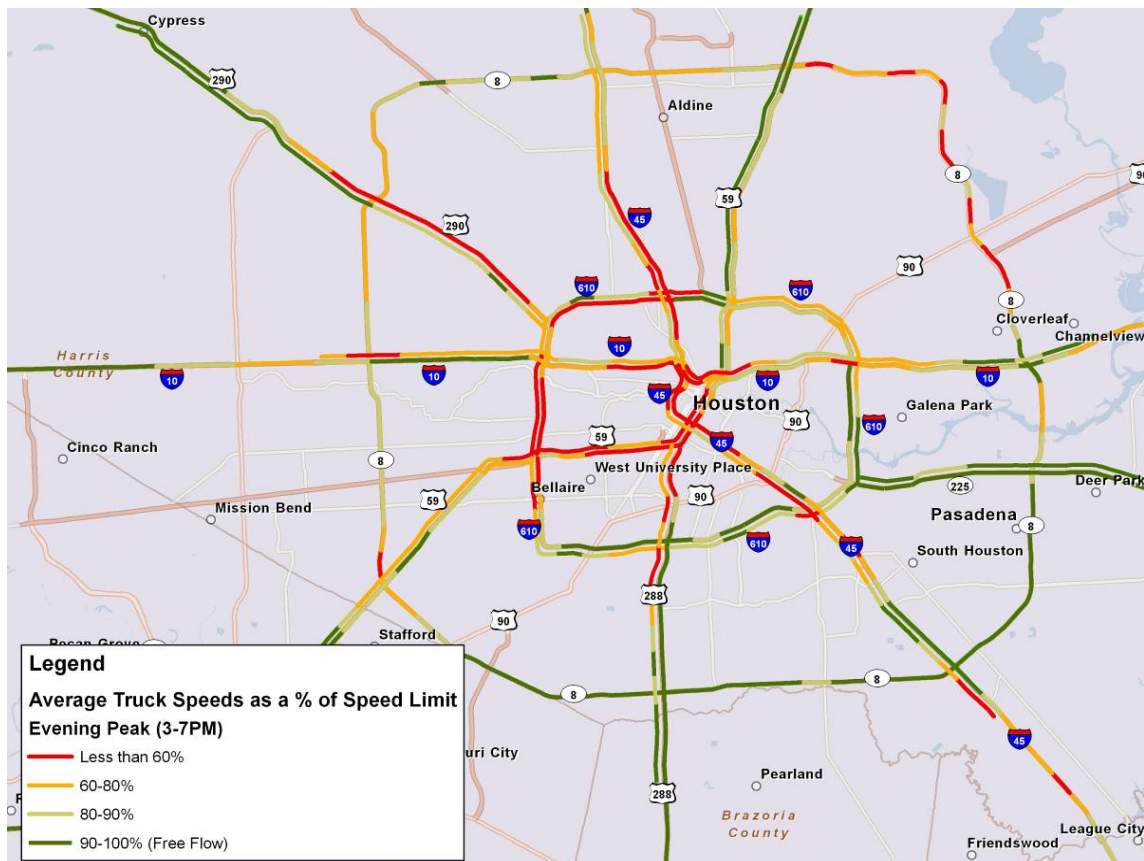 Cypress
290
8
Aldine
90
8
59
45
290
90
610
610
8
Cloverleaf
Channelview
Harris
County
10
10
10
45
Houston
10
10
Galena Park
90
610
59
45
Cinco Ranch
8
West University Place
59
Bellaire
90
225
Deer Park
Mission Bend
Pasadena
8
610
610
45
South Houston
288
90
Stafford
8
8
45
uri City
288
Pearland
Brazoria
County
League City
Friendswood
Legend
Average Truck Speeds as a % of Speed Limit
Evening Peak (3-7PM)
Less than 60%
60-80%
80-90%
90-100% (Free Flow)